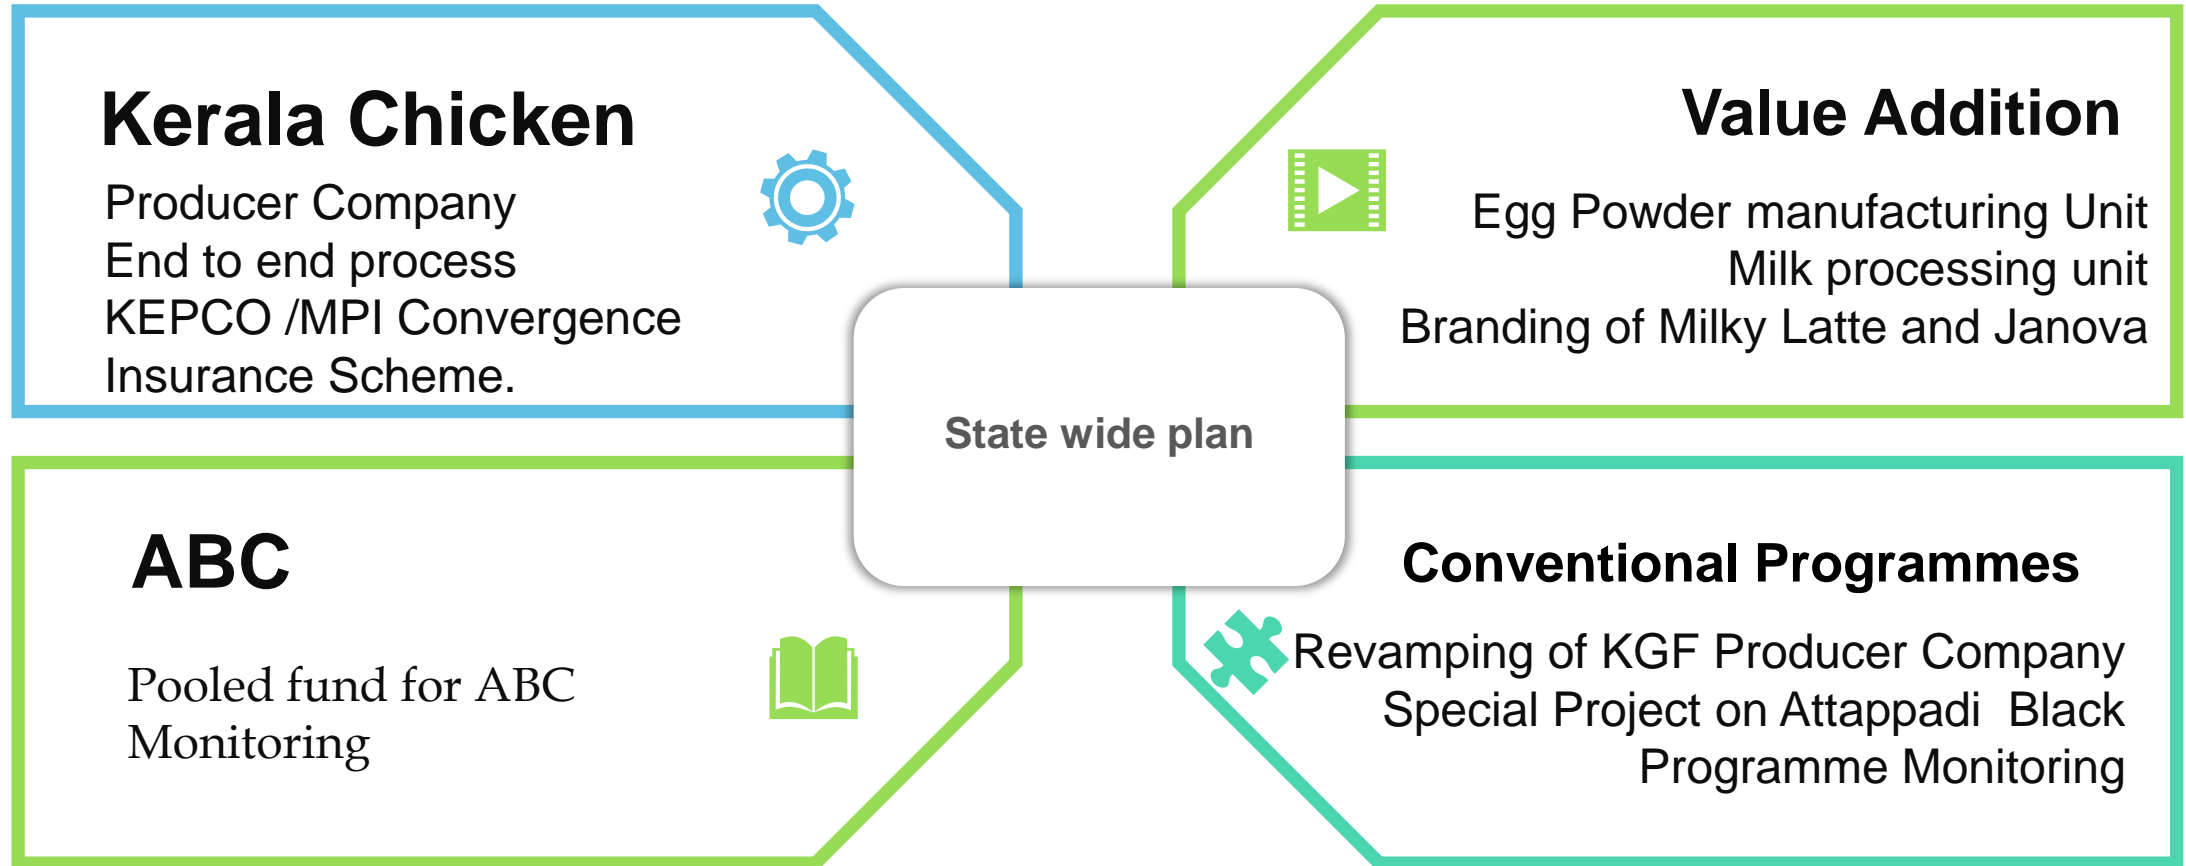 Kerala Chicken
Producer Company
End to end process
KEPCO /MPI Convergence
Insurance Scheme.
Value Addition
Egg Powder manufacturing Unit
Milk processing unit
Branding of Milky Latte and Janova
State wide plan
ABC
Pooled fund for ABC
Monitoring
Conventional Programmes
Revamping of KGF Producer Company
Special Project on Attappadi  Black
Programme Monitoring